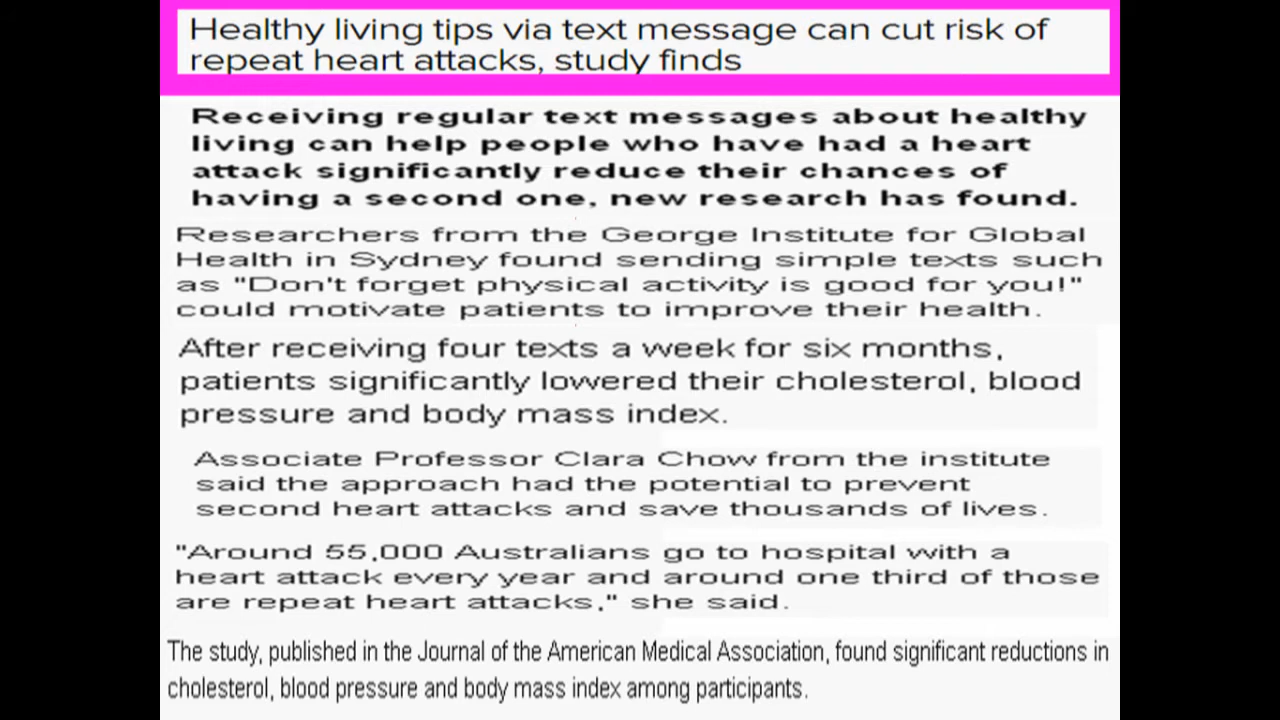 Healthy living tips via text message can cut risk of
repeat heart attacks, study finds
Receiving regular text messages about healthy
living can help people who have had a heart
attack significantly reduce their chances of
having a second one, new research has found.
Researchers from the George Institute for Global
Health in Sydney found sending simple texts such
as "Don't forget physical activity is good for you!"
could motivate patients to improve their health.
After receiving four texts a week for six months,
patients significantly lowered their cholesterol, blood
pressure and body mass index.
Associate Professor Clara Chow from the institute
said the approach had the potential to prevent
second heart attacks and save thousands of lives.
"Around 55,000 Australians go to hospital with a
heart attack every year and around one third of those
are repeat heart attacks," she said.
The study, published in the Journal of the American Medical Association, found significant reductions in
cholesterol, blood pressure and body mass index among participants.